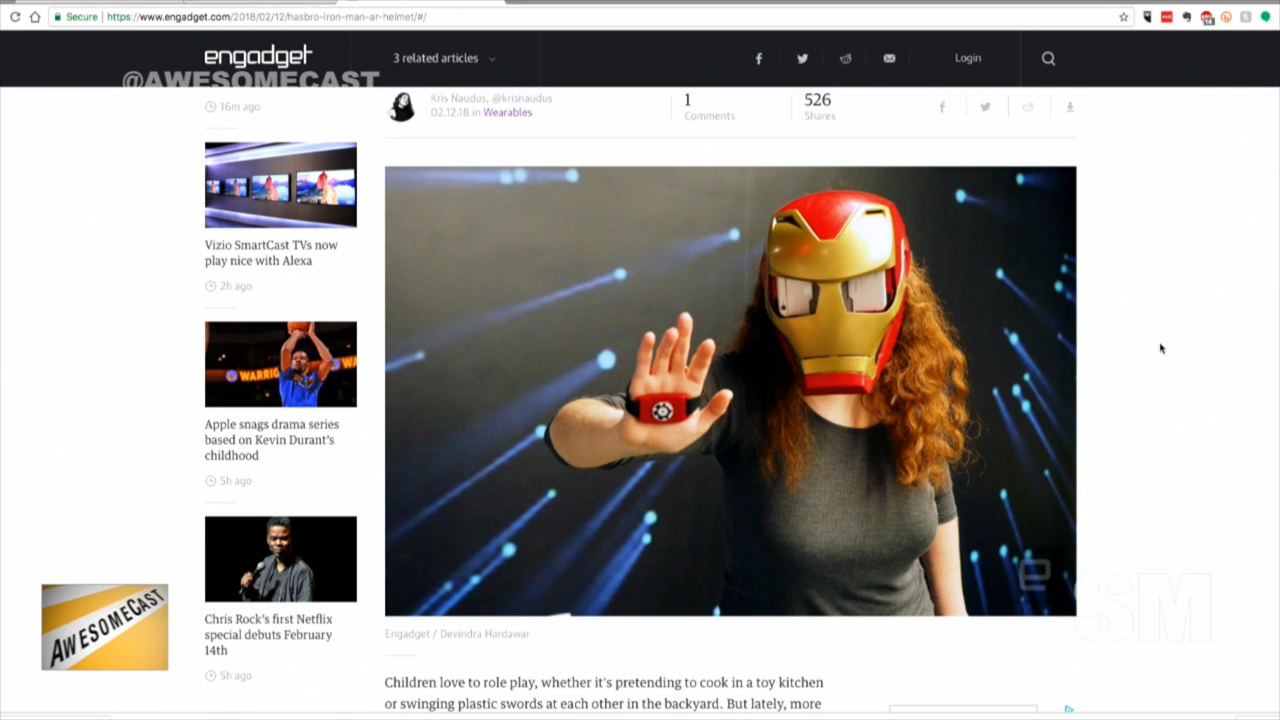 Secure
https://www.engadget.com/2018/02/12/hasbro-iron-man-ar-helmet/#/
14
engadget
3 related articles
Login
@AWESOMECAST
16m ago
Kris Naudus, @krisnaudus
02.12.18 in Wearables
1
Comments
526
Shares
Vizio SmartCast TVs now
play nice with Alexa
2h ago
WARRIO
WA
Apple snags drama series
based on Kevin Durant's
childhood
5h ago
Chris Rock's first Netflix
special debuts February
14th
5h ago
AWESOMECAST
SM
Engadget / Devindra Hardawar
Children love to role play, whether it's pretending to cook in a toy kitchen
or swinging plastic swords at each other in the backyard. But lately, more